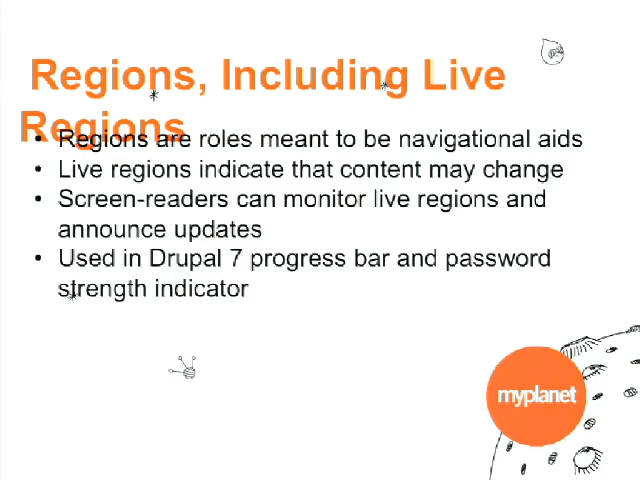 Regions, Including Live
Regions
• Regions are roles meant to be navigational aids
• Live regions indicate that content may change
• Screen-readers can monitor live regions and
announce updates
• Used in Drupal 7 progress bar and password
strength indicator
myplanet